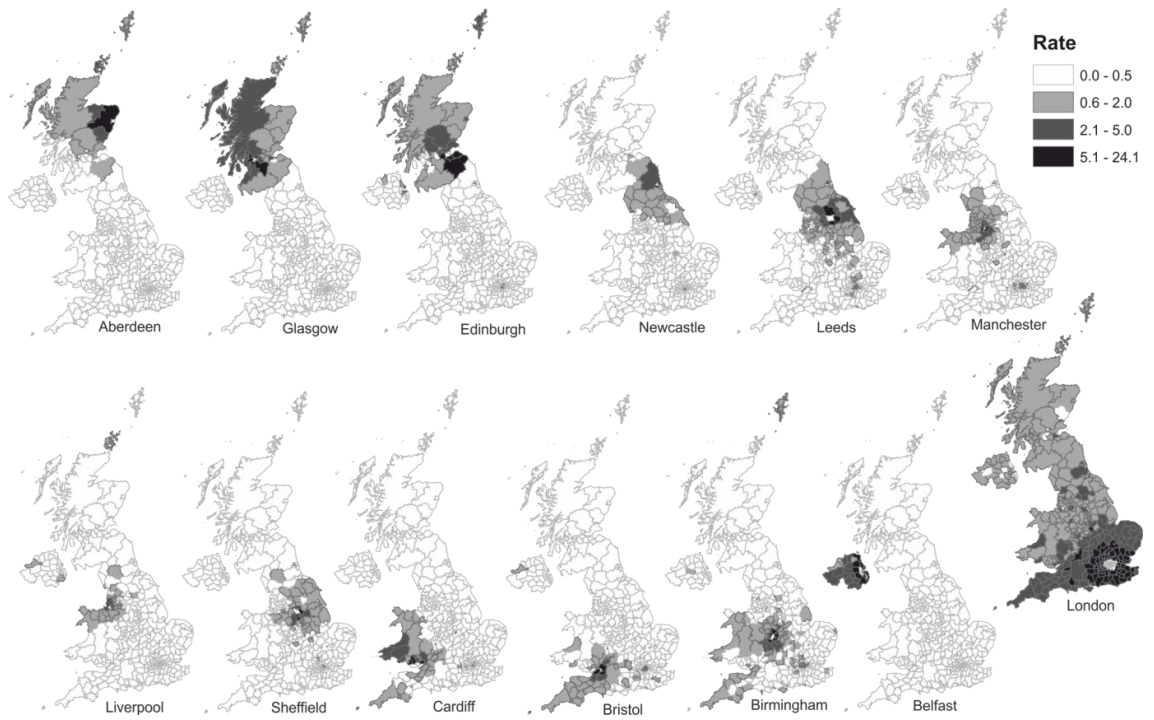 Rate
0.0 - 0.5
0.6 - 2.0
2.1 - 5.0
5.1 - 24.1
Aberdeen
Glasgow
Edinburgh
Newcastle
Leeds
Manchester
London
Liverpool
Sheffield
Cardiff
Bristol
Birmingham
Belfast